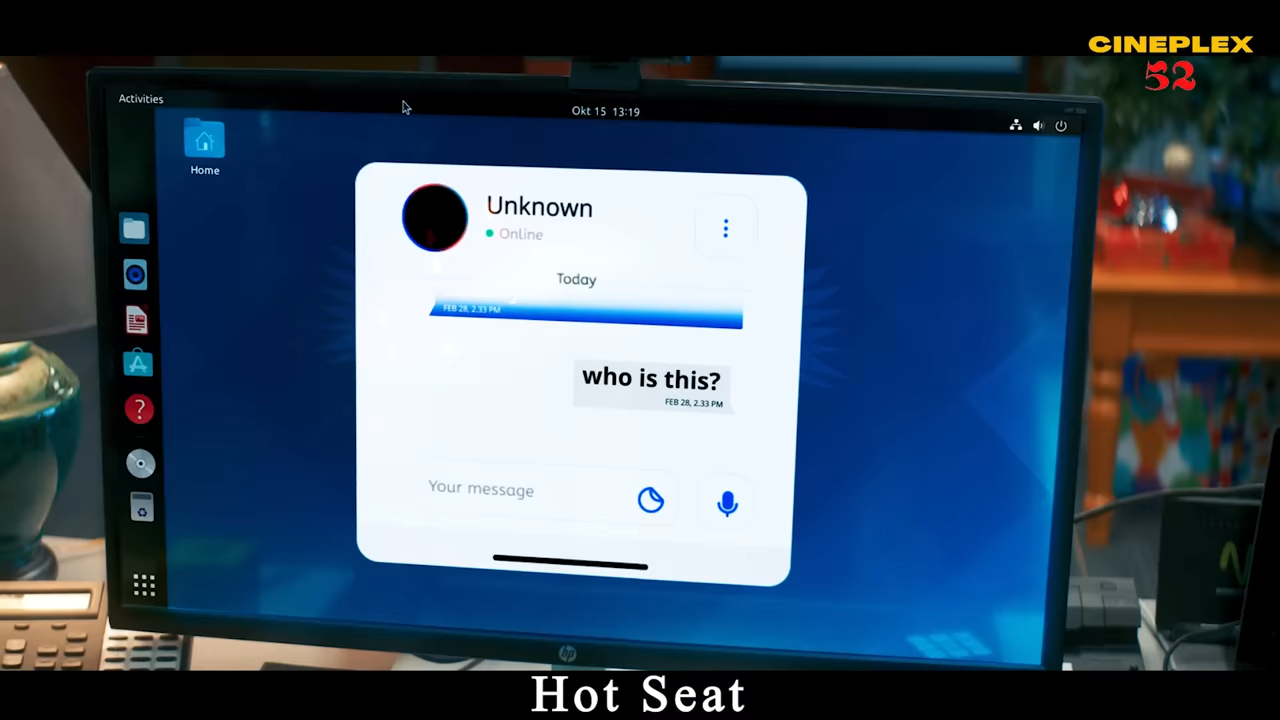 CINEPLEX
52
Activities
Okt 15 13:19
Home
Unknown
Online
Today
FEB 28, 2.33 PM
who is this?
FEB 28, 2.33 PM
Your message
hp
Hot Seat